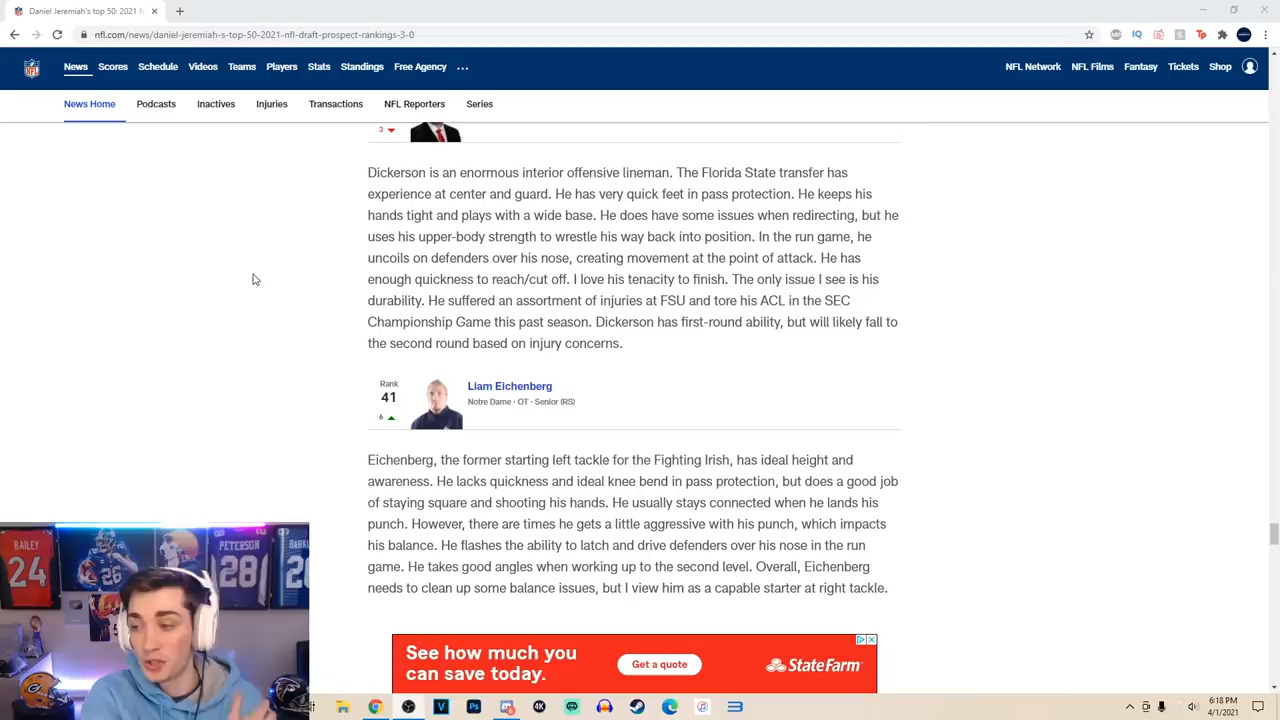 Daniel Jeremiah's top 50: 2021 N
nfl.com/news/daniel-jeremiah-s-top-50-2021-nfl-draft-prospect-rankings-3-0
News Scores Schedule Videos Teams Players Stats Standings Free Agency ...
NFL Network NFL Films Fantasy Tickets Shop
News Home Podcasts Inactives Injuries Transactions NFL Reporters Series
3
Dickerson is an enormous interior offensive lineman. The Florida State transfer has
experience at center and guard. He has very quick feet in pass protection. He keeps his
hands tight and plays with a wide base. He does have some issues when redirecting, but he
uses his upper-body strength to wrestle his way back into position. In the run game, he
uncoils on defenders over his nose, creating movement at the point of attack. He has
enough quickness to reach/cut off. I love his tenacity to finish. The only issue I see is his
durability. He suffered an assortment of injuries at FSU and tore his ACL in the SEC
Championship Game this past season. Dickerson has first-round ability, but will likely fall to
the second round based on injury concerns.
Rank
41
6
Liam Eichenberg
Notre Dame · OT · Senior (RS)
Eichenberg, the former starting left tackle for the Fighting Irish, has ideal height and
awareness. He lacks quickness and ideal knee bend in pass protection, but does a good job
of staying square and shooting his hands. He usually stays connected when he lands his
punch. However, there are times he gets a little aggressive with his punch, which impacts
his balance. He flashes the ability to latch and drive defenders over his nose in the run
game. He takes good angles when working up to the second level. Overall, Eichenberg
needs to clean up some balance issues, but I view him as a capable starter at right tackle.
BAILEY
24
26
PETERSON
28
See how much you
can save today.
Get a quote
StateFarm
6:18 PM
4/1/2021